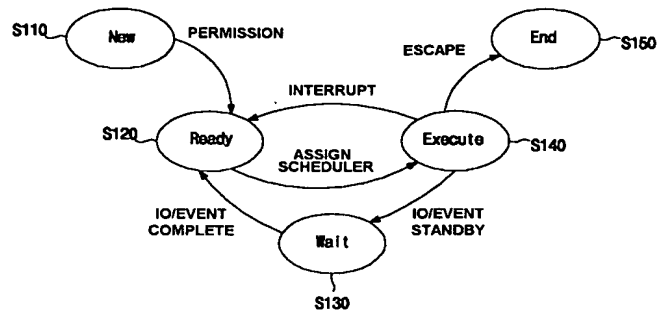 S110
New
PERMISSION
ESCAPE
End
S150
INTERRUPT
S120
Ready
ASSIGN
SCHEDULER
Execute
S140
IO/EVENT
COMPLETE
Wait
IO/EVENT
STANDBY
S130